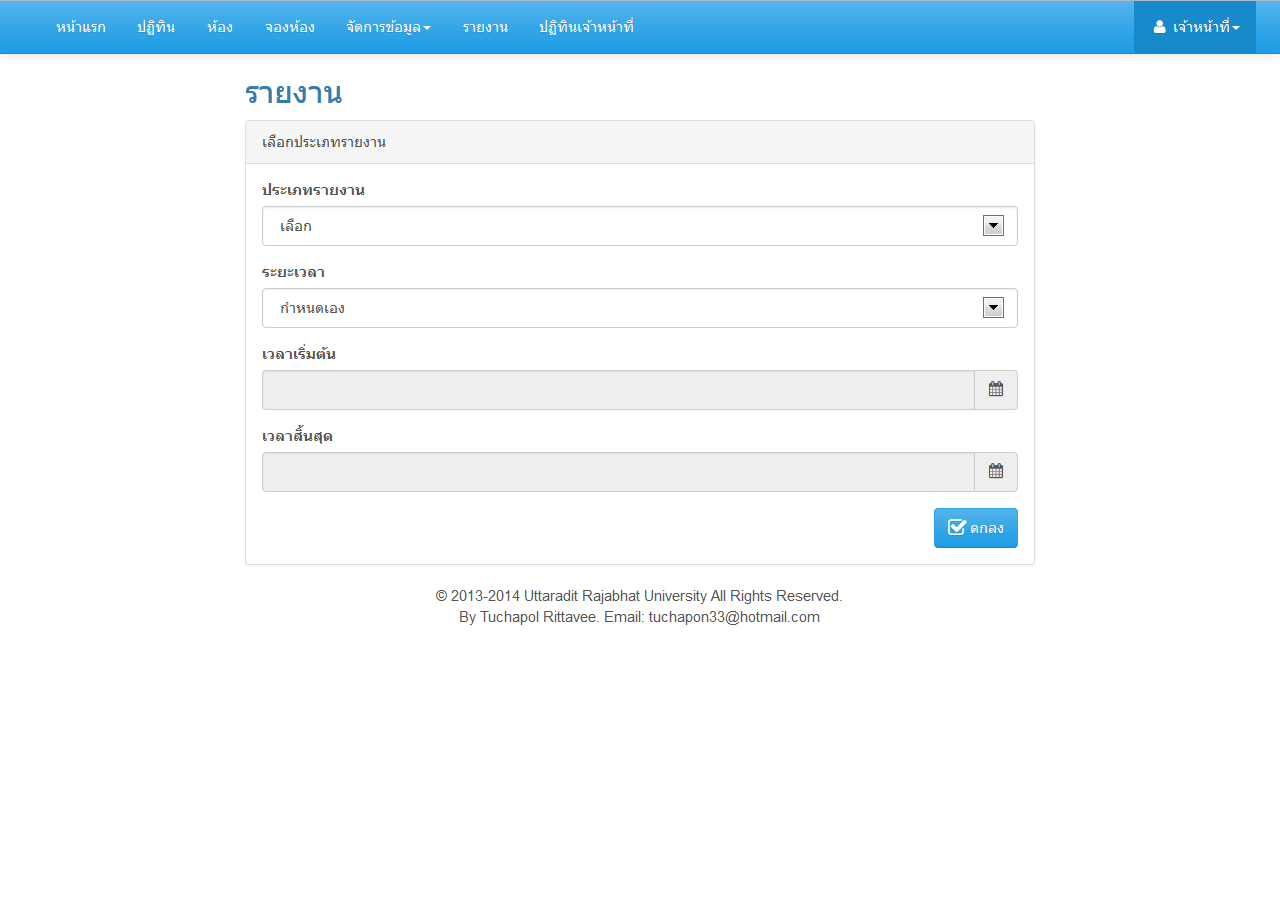 หน้าแรก ปฏิทิน ห้อง จองห้อง จัดการข้อมูล รายงาน ปฏิทินเจ้าหน้าที่ เจ้าหน้าที่
รายงาน
เลือกประเภทรายงาน
ประเภทรายงาน
เลือก
ระยะเวลา
กำหนดเอง
เวลาเริ่มต้น
เวลาสิ้นสุด
ตกลง
© 2013-2014 Uttaradit Rajabhat University All Rights Reserved.
By Tuchapol Rittavee. Email: tuchapon33@hotmail.com